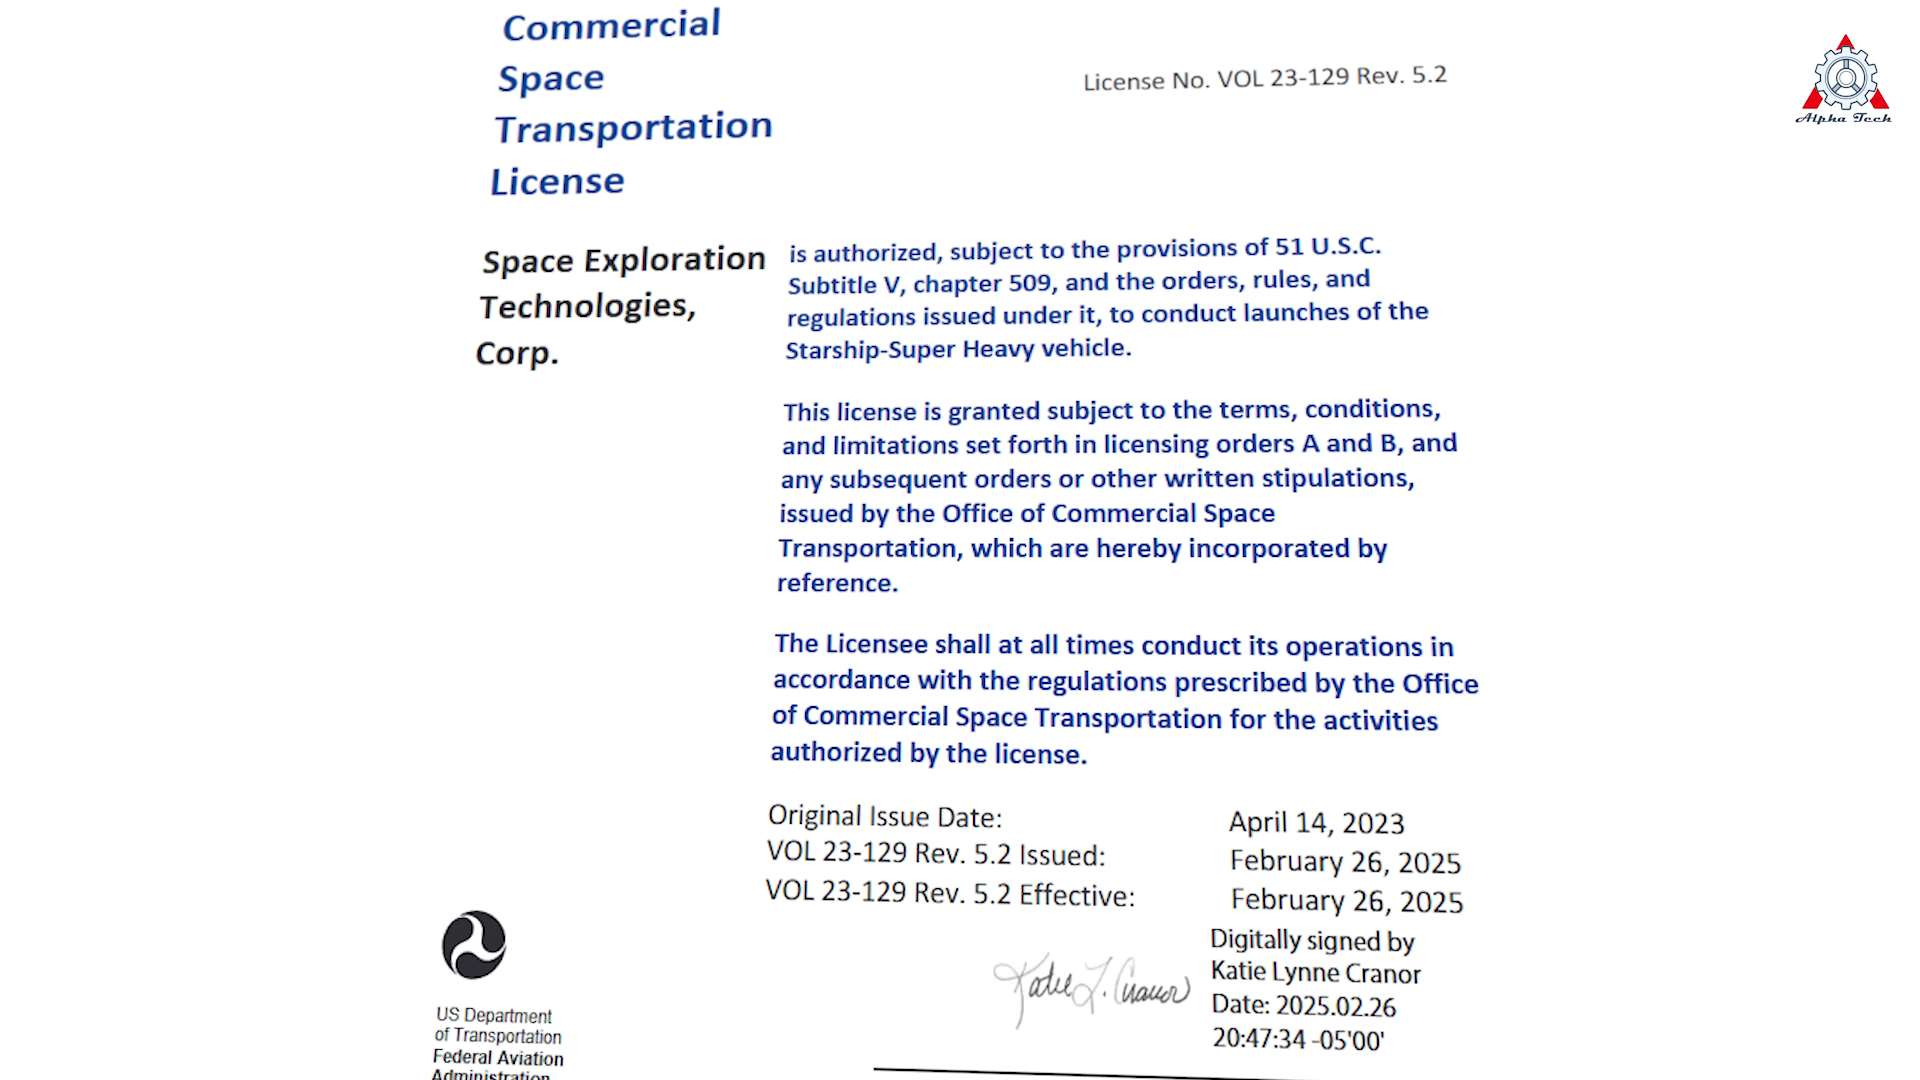 Commercial
Space
Transportation
License
License No. VOL 23-129 Rev. 5.2
Alpha Tech
Space Exploration
Technologies,
Corp.
is authorized, subject to the provisions of 51 U.S.C.
Subtitle V, chapter 509, and the orders, rules, and
regulations issued under it, to conduct launches of the
Starship-Super Heavy vehicle.
This license is granted subject to the terms, conditions,
and limitations set forth in licensing orders A and B, and
any subsequent orders or other written stipulations,
issued by the Office of Commercial Space
Transportation, which are hereby incorporated by
reference.
The Licensee shall at all times conduct its operations in
accordance with the regulations prescribed by the Office
of Commercial Space Transportation for the activities
authorized by the license.
Original Issue Date: April 14, 2023
VOL 23-129 Rev. 5.2 Issued: February 26, 2025
VOL 23-129 Rev. 5.2 Effective: February 26, 2025
Katie L. Cranor
Digitally signed by
Katie Lynne Cranor
Date: 2025.02.26
20:47:34 -05'00'
US Department
of Transportation
Federal Aviation
Administration